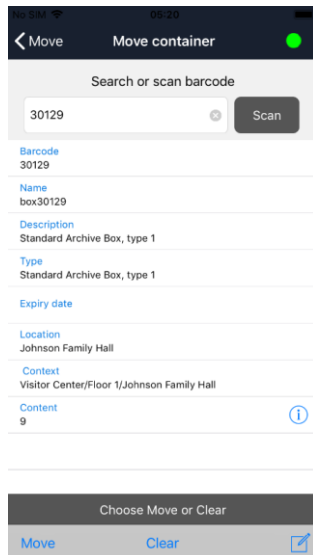 No SIM 05:20
Move Move container
Search or scan barcode
30129 Scan
Barcode
30129
Name
box30129
Description
Standard Archive Box, type 1
Type
Standard Archive Box, type 1
Expiry date
Location
Johnson Family Hall
Context
Visitor Center/Floor 1/Johnson Family Hall
Content
9
Choose Move or Clear
Move Clear